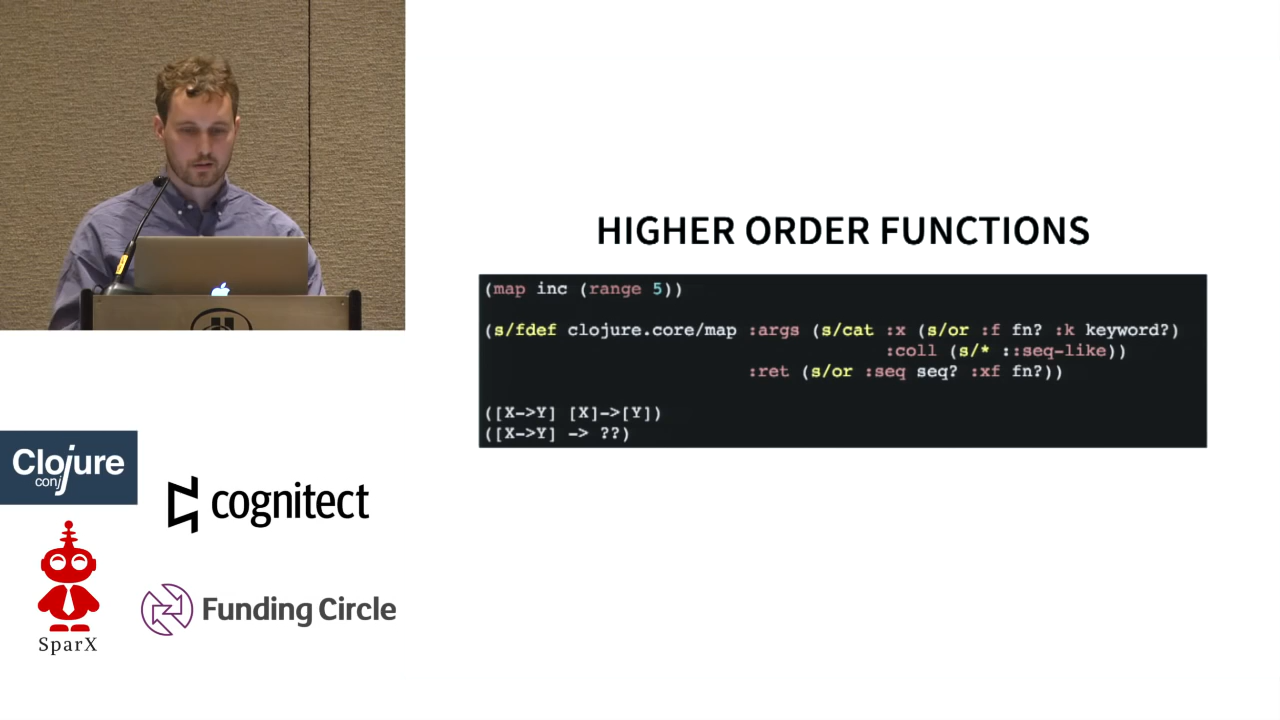 HIGHER ORDER FUNCTIONS
(map inc (range 5))
(s/fdef clojure.core/map :args (s/cat :x (s/or :f fn? :k keyword?)
:coll (s/* ::seq-like))
:ret (s/or :seq seq? :xf fn?))
([X->Y] [X]->[Y])
([X->Y] -> ??)
Clojure
conj
cognitect
SparX
Funding Circle